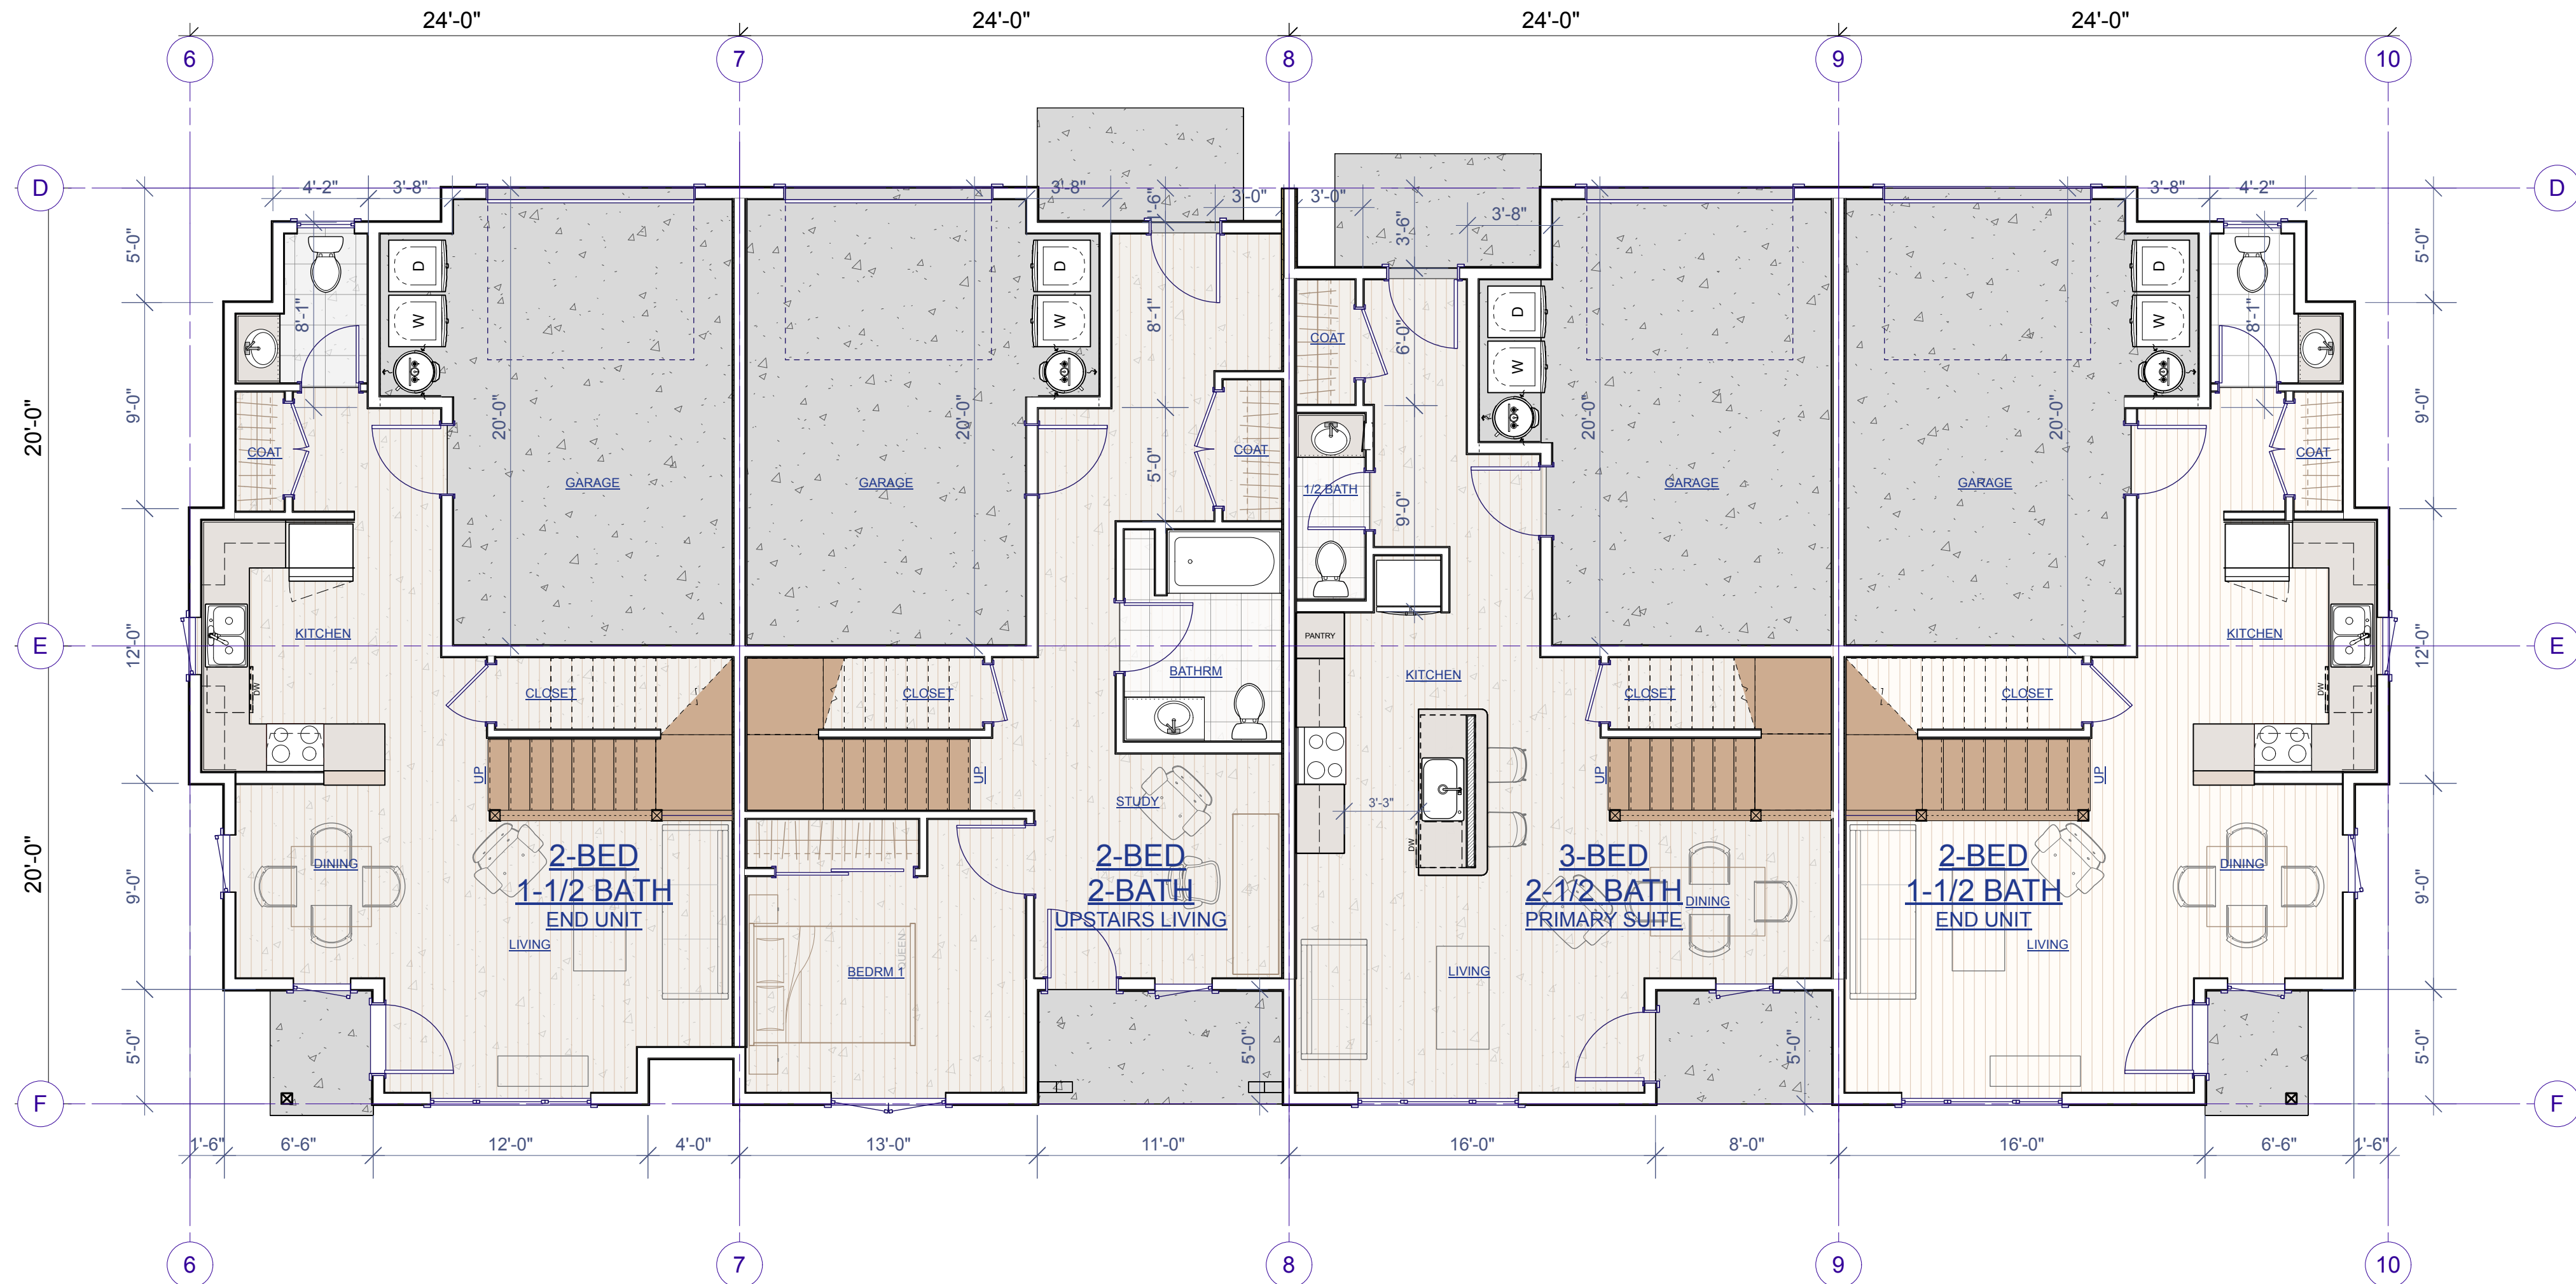 24'-0" 24'-0" 24'-0" 24'-0"
6 7 8 9 10
D D
4'-2" 3'-8" 3'-8" 3'-0" 3'-0" 3'-8" 3'-8" 4'-2"
3'-6"
5'-0" 5'-0"
D D D D
8'-1" W W 8'-1" W W 8'-1"
COAT 6'-0"
9'-0" 9'-0"
20'-0"
20'-0" 20'-0" 20'-0" 20'-0"
COAT COAT COAT
5'-0"
GARAGE GARAGE GARAGE GARAGE
1/2 BATH
9'-0"
KITCHEN KITCHEN
PANTRY
E E
12'-0" 12'-0"
BATHRM KITCHEN
DW DW
CLOSET CLOSET CLOSET CLOSET
UP UP UP UP
STUDY 3'-3"
DW
20'-0"
2-BED 2-BED 3-BED 2-BED
DINING DINING
1-1/2 BATH 2-BATH 2-1/2 BATH 1-1/2 BATH
DINING
9'-0" 9'-0"
END UNIT UPSTAIRS LIVING PRIMARY SUITE END UNIT
QUEEN
LIVING LIVING
BEDRM 1 LIVING
5'-0" 5'-0" 5'-0" 5'-0"
F F
1'-6" 6'-6" 12'-0" 4'-0" 13'-0" 11'-0" 16'-0" 8'-0" 16'-0" 6'-6" 1'-6"
6 7 8 9 10